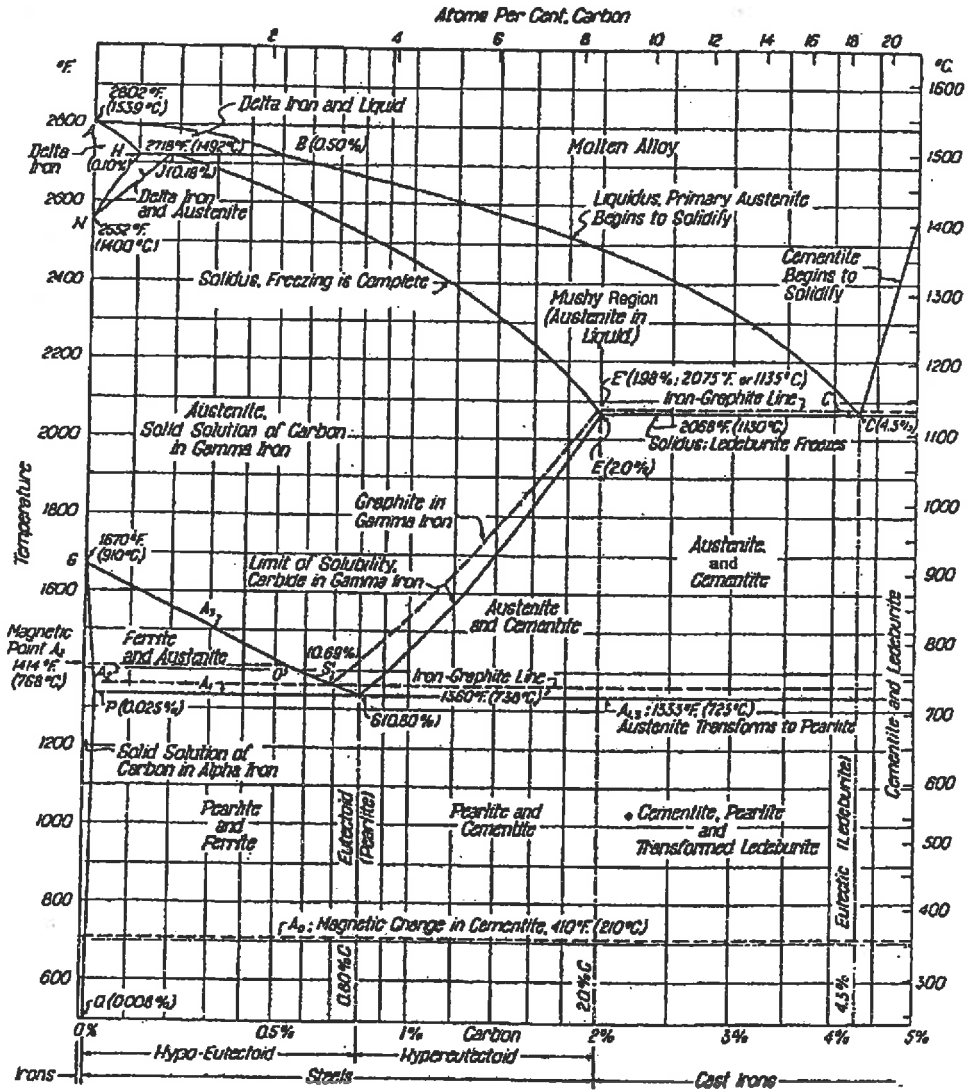 Atoms Per Cent. Carbon
2 4 6 8 10 12 14 16 18 20
°F. °C.
2802°F.
(1539°C)
Delta Iron and Liquid
2718°F. (1492°C)
B (0.50%)
Molten Alloy
Delta
Iron
H
(0.10%)
J (0.18%)
Delta Iron
and Austenite
N
2552°F.
(1400°C)
Liquidus, Primary Austenite
Begins to Solidify
Cementite
Begins to
Solidify
Solidus, Freezing is Complete
Mushy Region
(Austenite in
Liquid)
E' (1.98%; 2075°F. or 1135°C)
Iron-Graphite Line
C'
2066°F. (1130°C)
C (4.3%)
Solidus; Ledeburite Freezes
E (2.0%)
Austenite,
Solid Solution of Carbon
in Gamma Iron
Graphite in
Gamma Iron
Temperature
1670°F.
(910°C)
G
Limit of Solubility,
Carbide in Gamma Iron
Austenite
and
Cementite
Austenite
and Cementite
A3
Magnetic
Point A2
1414°F.
(768°C)
Ferrite
and Austenite
(0.69%)
S'
O
A2
A1
Iron-Graphite Line
1360°F. (738°C)
P (0.025%)
S (0.80%)
A1,3; 1333°F. (723°C)
Austenite Transforms to Pearlite
Solid Solution of
Carbon in Alpha Iron
Pearlite
and
Ferrite
Eutectoid
(Pearlite)
Pearlite and
Cementite
Cementite, Pearlite
and
Transformed Ledeburite
Eutectic (Ledeburite)
Cementite and Ledeburite
A0; Magnetic Change in Cementite, 410°F. (210°C)
0.80%C
2.0%C
4.3%
Q (0.008%)
2600
2400
2200
2000
1800
1600
1200
1000
800
600
1600
1500
1400
1300
1200
1100
1000
900
800
700
600
500
400
300
0% 0.5% 1% Carbon 2% 3% 4% 5%
Hypo-Eutectoid Hypereutectoid
Irons Steels Cast Irons